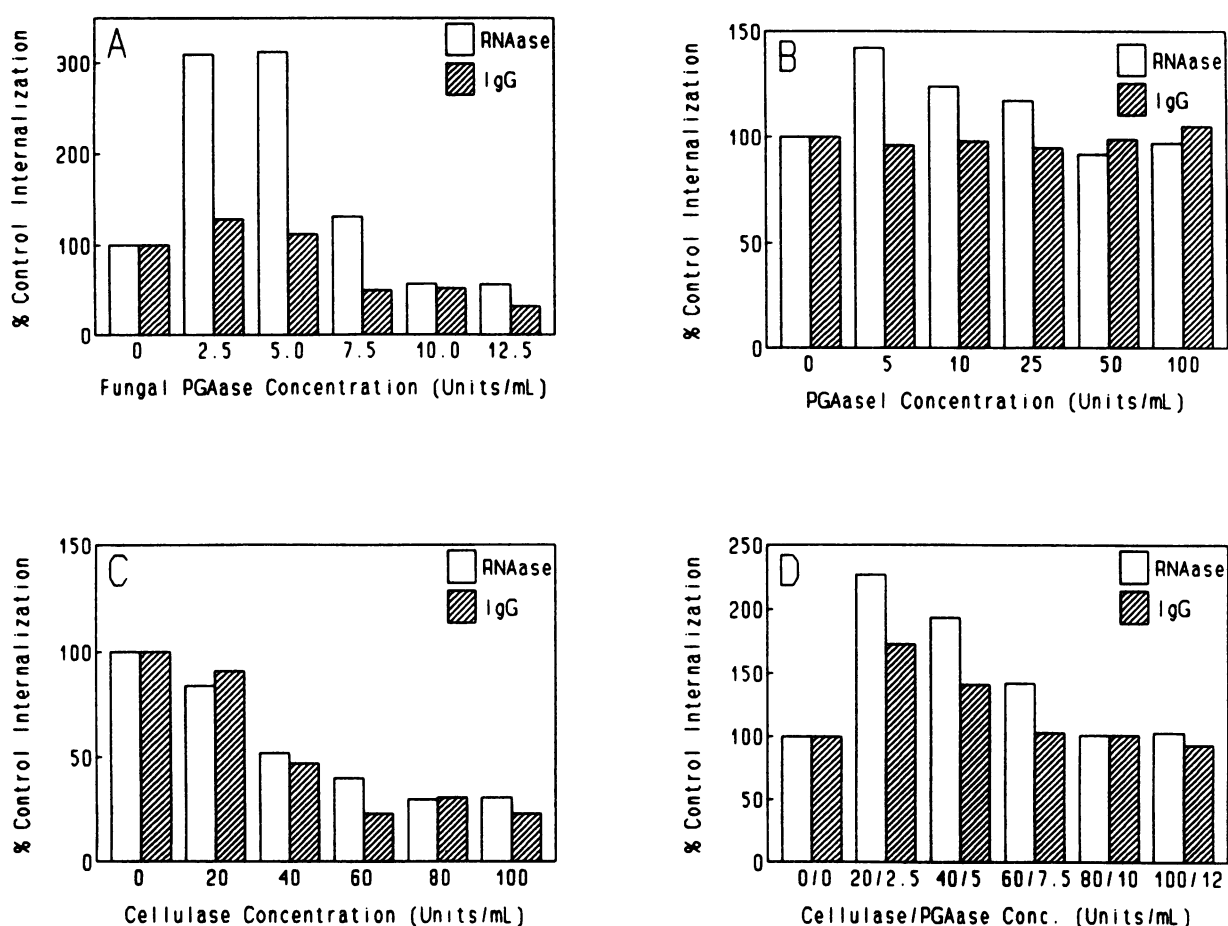 A
RNAase
IgG
% Control Internalization
300
200
100
0
0 2.5 5.0 7.5 10.0 12.5
Fungal PGAase Concentration (Units/mL)
B
RNAase
IgG
% Control Internalization
150
100
50
0
0 5 10 25 50 100
PGAaseI Concentration (Units/mL)
C
RNAase
IgG
% Control Internalization
150
100
50
0
0 20 40 60 80 100
Cellulase Concentration (Units/mL)
D
RNAase
IgG
% Control Internalization
250
200
150
100
50
0
0/0 20/2.5 40/5 60/7.5 80/10 100/12
Cellulase/PGAase Conc. (Units/mL)